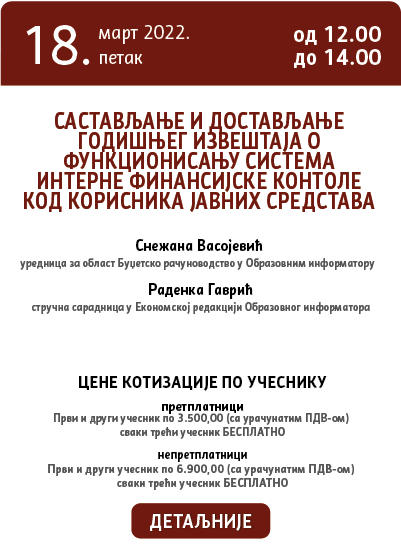 18.
март 2022.
петак
од 12.00
до 14.00
САСТАВЉАЊЕ И ДОСТАВЉАЊЕ
ГОДИШЊЕГ ИЗВЕШТАЈА О
ФУНКЦИОНИСАЊУ СИСТЕМА
ИНТЕРНЕ ФИНАНСИЈСКЕ КОНТОЛЕ
КОД КОРИСНИКА ЈАВНИХ СРЕДСТАВА
Снежана Васојевић
уредница за област Буџетско рачуноводство у Образовним информатору
Раденка Гаврић
стручна сарадница у Економској редакцији Образовног информатора
ЦЕНЕ КОТИЗАЦИЈЕ ПО УЧЕСНИКУ
претплатници
Први и други учесник по 3.500,00 (са урачунатим ПДВ-ом)
сваки трећи учесник БЕСПЛАТНО
непретплатници
Први и други учесник по 6.900,00 (са урачунатим ПДВ-ом)
сваки трећи учесник БЕСПЛАТНО
ДЕТАЉНИЈЕ